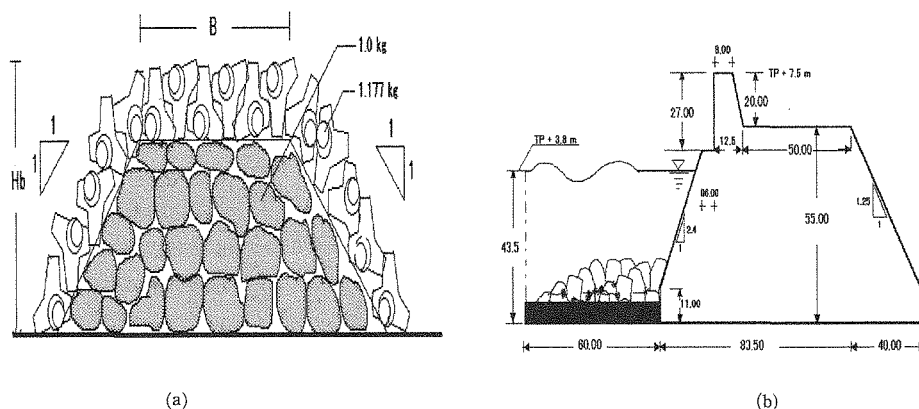 B
1.0 kg
1.177 kg
1
1
Hb
1
1
(a)
8.00
TP + 7.5 m
27.00
20.00
TP + 3.8 m
12.5
50.00
06.00
2.4
1
43.5
55.00
1.25
1
11.00
60.00
83.50
40.00
(b)